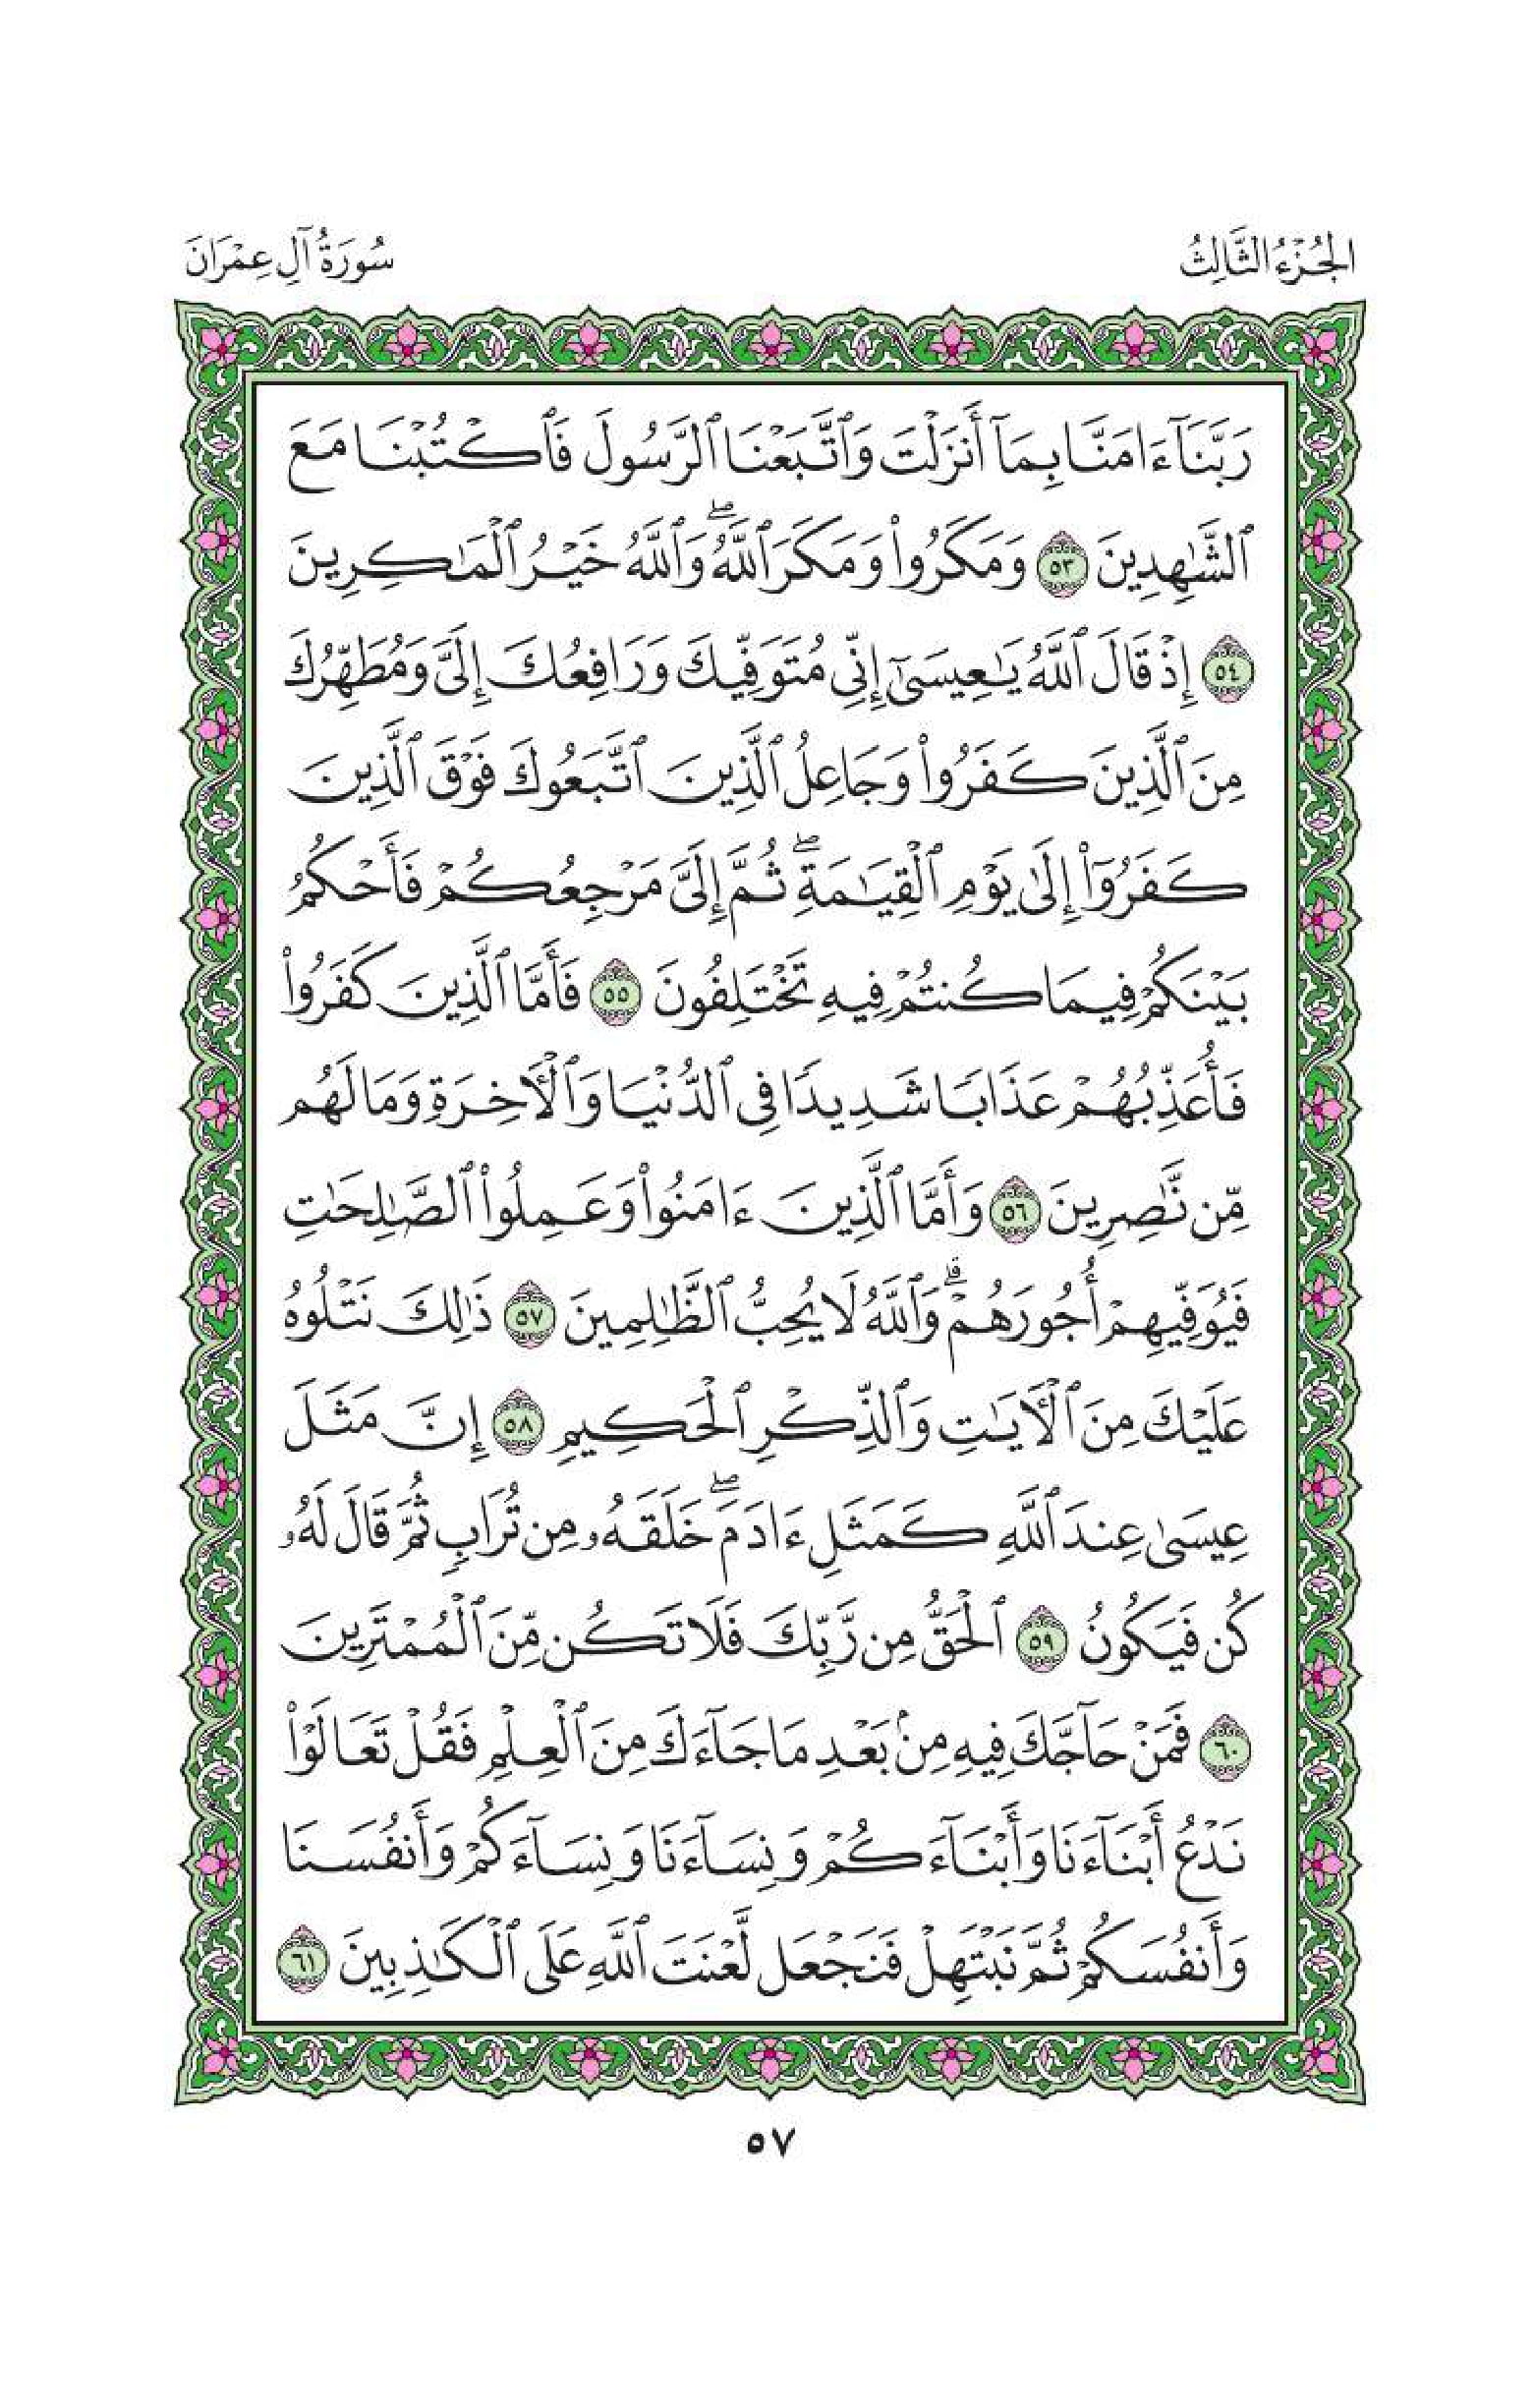 الجُزْءُ الثَّالِثُ
سُورَةُ آلِ عِمْرَانَ
رَبَّنَآ ءَامَنَّا بِمَآ أَنزَلْتَ وَٱتَّبَعْنَا ٱلرَّسُولَ فَٱكْتُبْنَا مَعَ
ٱلشَّٰهِدِينَ ٥٣ وَمَكَرُوا۟ وَمَكَرَ ٱللَّهُ ۖ وَٱللَّهُ خَيْرُ ٱلْمَٰكِرِينَ
٥٤ إِذْ قَالَ ٱللَّهُ يَٰعِيسَىٰٓ إِنِّى مُتَوَفِّيكَ وَرَافِعُكَ إِلَىَّ وَمُطَهِّرُكَ
مِنَ ٱلَّذِينَ كَفَرُوا۟ وَجَاعِلُ ٱلَّذِينَ ٱتَّبَعُوكَ فَوْقَ ٱلَّذِينَ
كَفَرُوٓا۟ إِلَىٰ يَوْمِ ٱلْقِيَٰمَةِ ۖ ثُمَّ إِلَىَّ مَرْجِعُكُمْ فَأَحْكُمُ
بَيْنَكُمْ فِيمَا كُنتُمْ فِيهِ تَخْتَلِفُونَ ٥٥ فَأَمَّا ٱلَّذِينَ كَفَرُوا۟
فَأُعَذِّبُهُمْ عَذَابًا شَدِيدًا فِى ٱلدُّنْيَا وَٱلْءَاخِرَةِ وَمَا لَهُم
مِّن نَّٰصِرِينَ ٥٦ وَأَمَّا ٱلَّذِينَ ءَامَنُوا۟ وَعَمِلُوا۟ ٱلصَّٰلِحَٰتِ
فَيُوَفِّيهِمْ أُجُورَهُمْ ۗ وَٱللَّهُ لَا يُحِبُّ ٱلظَّٰلِمِينَ ٥٧ ذَٰلِكَ نَتْلُوهُ
عَلَيْكَ مِنَ ٱلْءَايَٰتِ وَٱلذِّكْرِ ٱلْحَكِيمِ ٥٨ إِنَّ مَثَلَ
عِيسَىٰ عِندَ ٱللَّهِ كَمَثَلِ ءَادَمَ ۖ خَلَقَهُۥ مِن تُرَابٍ ثُمَّ قَالَ لَهُۥ
كُن فَيَكُونُ ٥٩ ٱلْحَقُّ مِن رَّبِّكَ فَلَا تَكُن مِّنَ ٱلْمُمْتَرِينَ
٦٠ فَمَنْ حَآجَّكَ فِيهِ مِنۢ بَعْدِ مَا جَآءَكَ مِنَ ٱلْعِلْمِ فَقُلْ تَعَالَوْا۟
نَدْعُ أَبْنَآءَنَا وَأَبْنَآءَكُمْ وَنِسَآءَنَا وَنِسَآءَكُمْ وَأَنفُسَنَا
وَأَنفُسَكُمْ ثُمَّ نَبْتَهِلْ فَنَجْعَل لَّعْنَتَ ٱللَّهِ عَلَى ٱلْكَٰذِبِينَ ٦١
٥٧